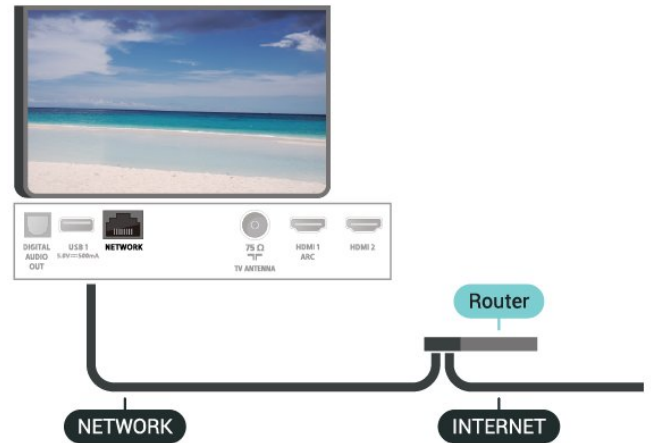 DIGITAL
AUDIO
OUT
USB 1
5.0V⎓500mA
NETWORK
75 Ω
TV ANTENNA
HDMI 1
ARC
HDMI 2
Router
NETWORK
INTERNET